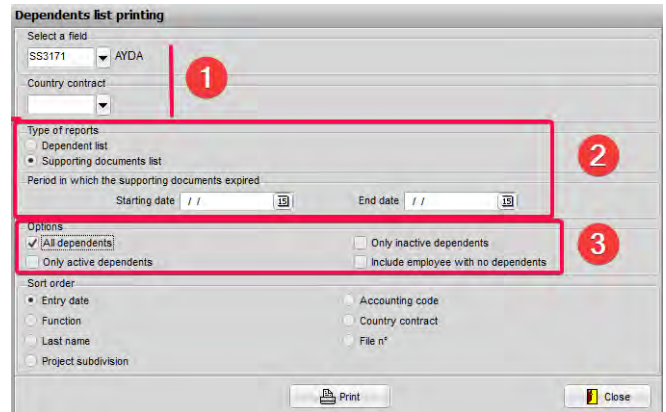 Dependents list printing
Select a field
SS3171 AYDA
Country contract
1
Type of reports
Dependent list
Supporting documents list
2
Period in which the supporting documents expired
Starting date / / 15 End date / / 15
Options
All dependents Only inactive dependents
3
Only active dependents Include employee with no dependents
Sort order
Entry date Accounting code
Function Country contract
Last name File n°
Project subdivision
Print Close